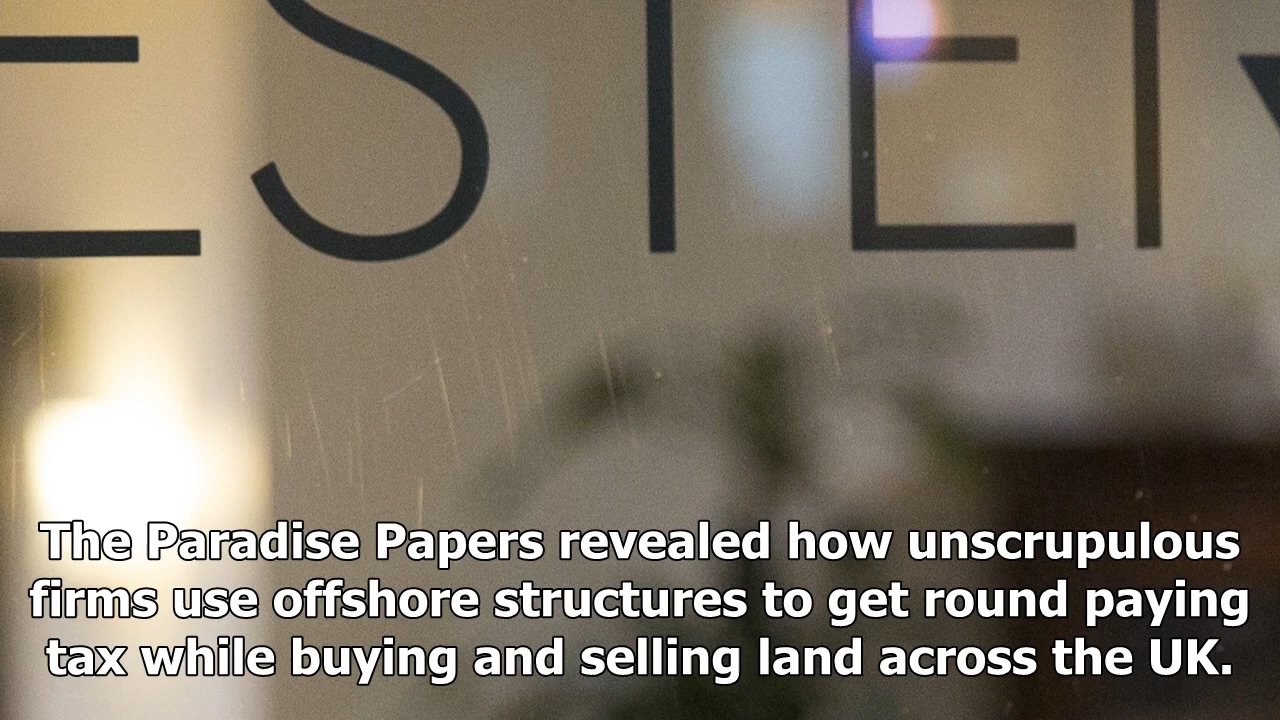 ESTER
The Paradise Papers revealed how unscrupulous
firms use offshore structures to get round paying
tax while buying and selling land across the UK.